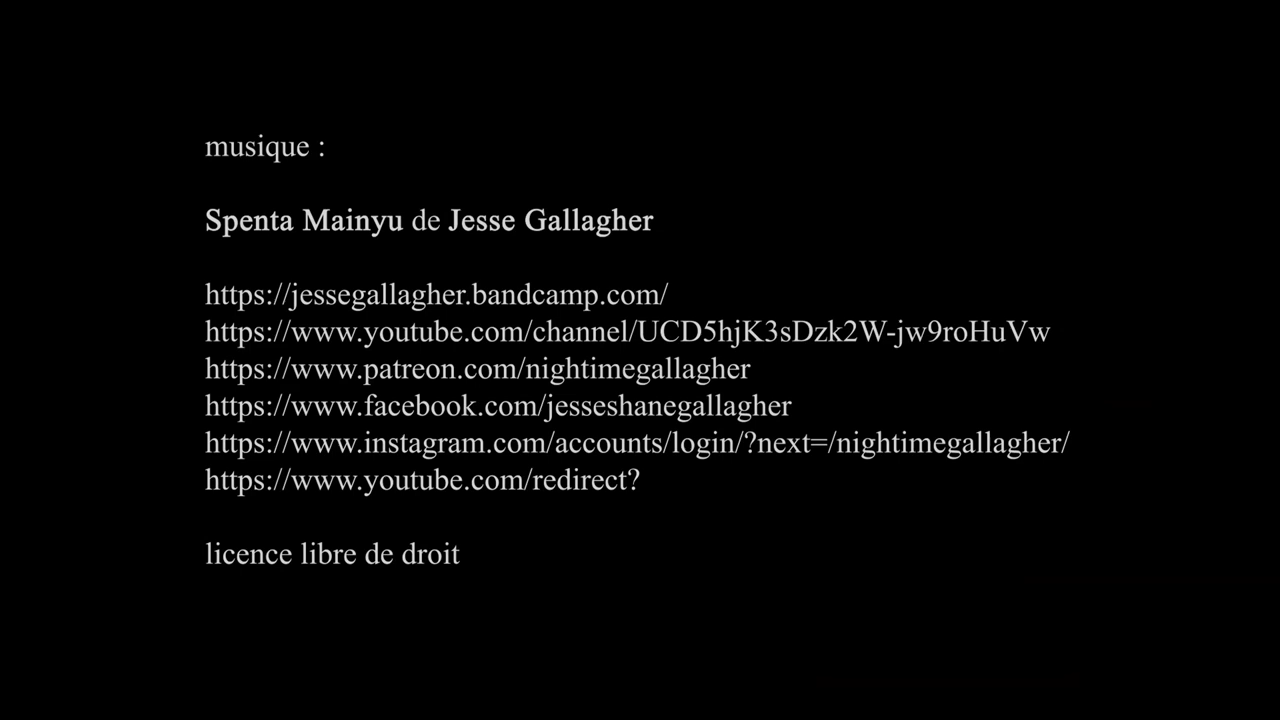 musique :
Spenta Mainyu de Jesse Gallagher
https://jessegallagher.bandcamp.com/
https://www.youtube.com/channel/UCD5hjK3sDzk2W-jw9roHuVw
https://www.patreon.com/nightimegallagher
https://www.facebook.com/jesseshanegallagher
https://www.instagram.com/accounts/login/?next=/nightimegallagher/
https://www.youtube.com/redirect?
licence libre de droit